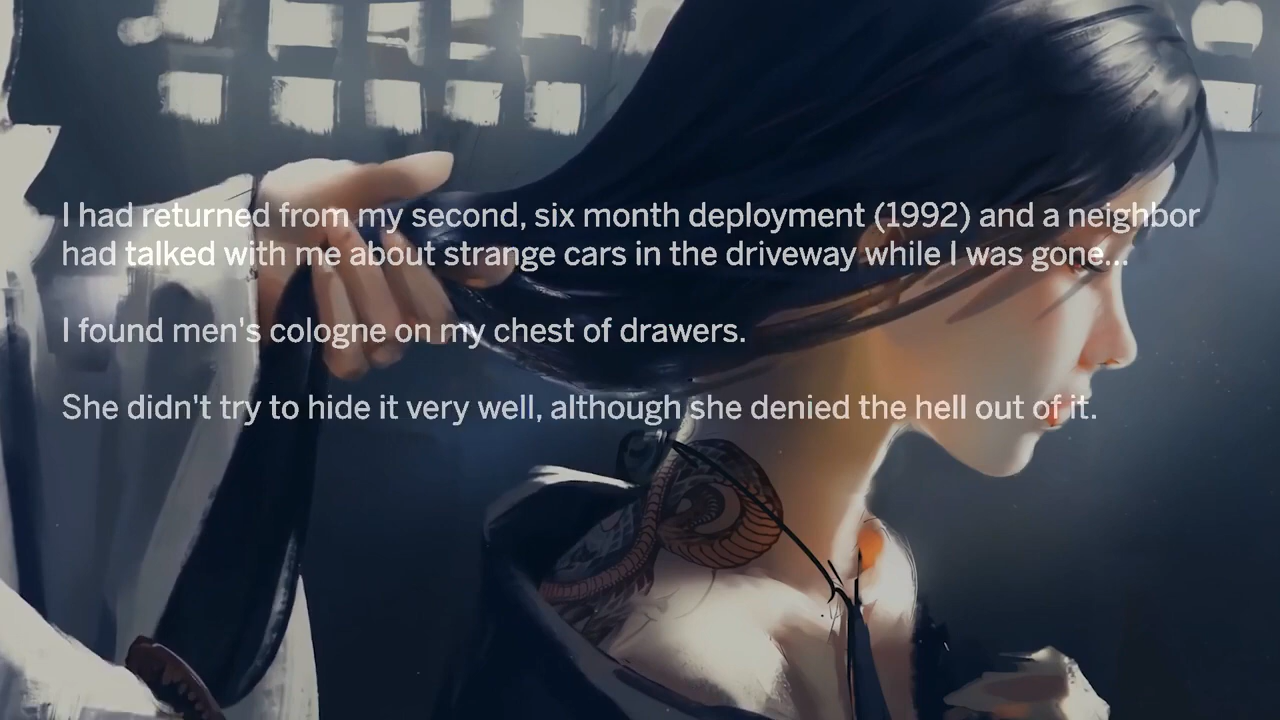 I had returned from my second, six month deployment (1992) and a neighbor
had talked with me about strange cars in the driveway while I was gone...
I found men's cologne on my chest of drawers.
She didn't try to hide it very well, although she denied the hell out of it.